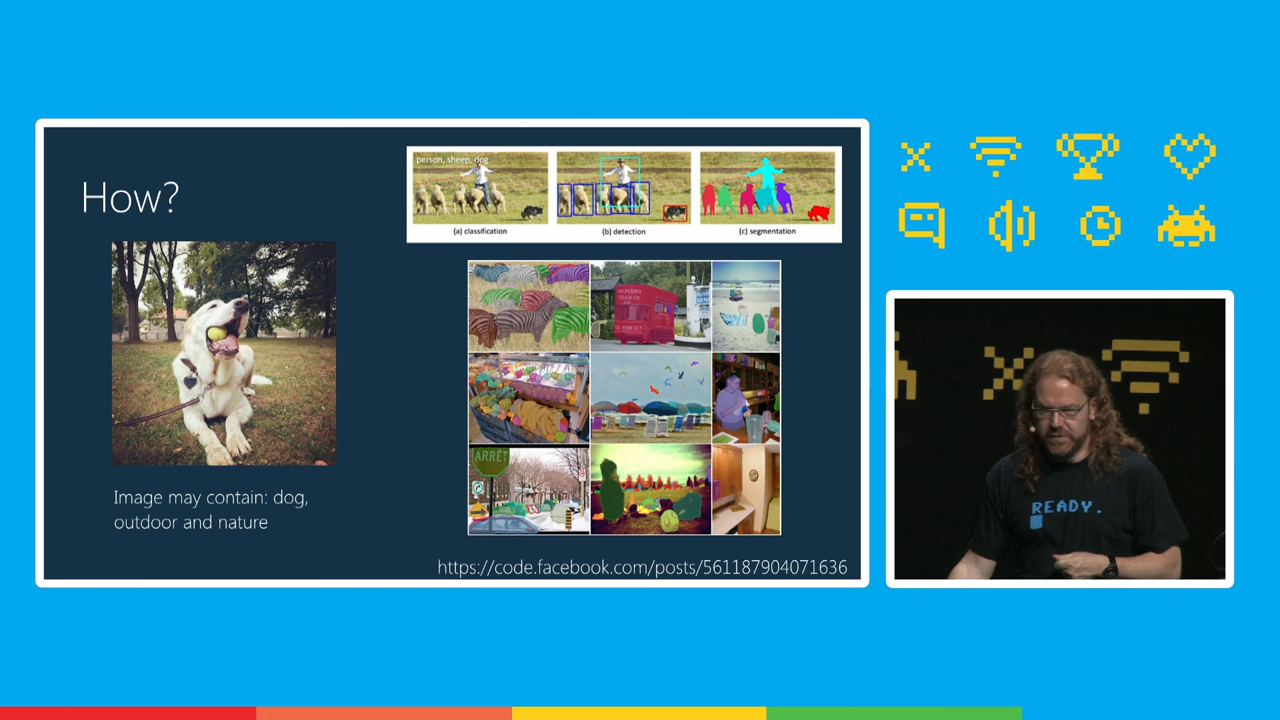 How?
person, sheep, dog
(a) classification
(b) detection
(c) segmentation
ARRÊT
Image may contain: dog,
outdoor and nature
https://code.facebook.com/posts/561187904071636
READY.